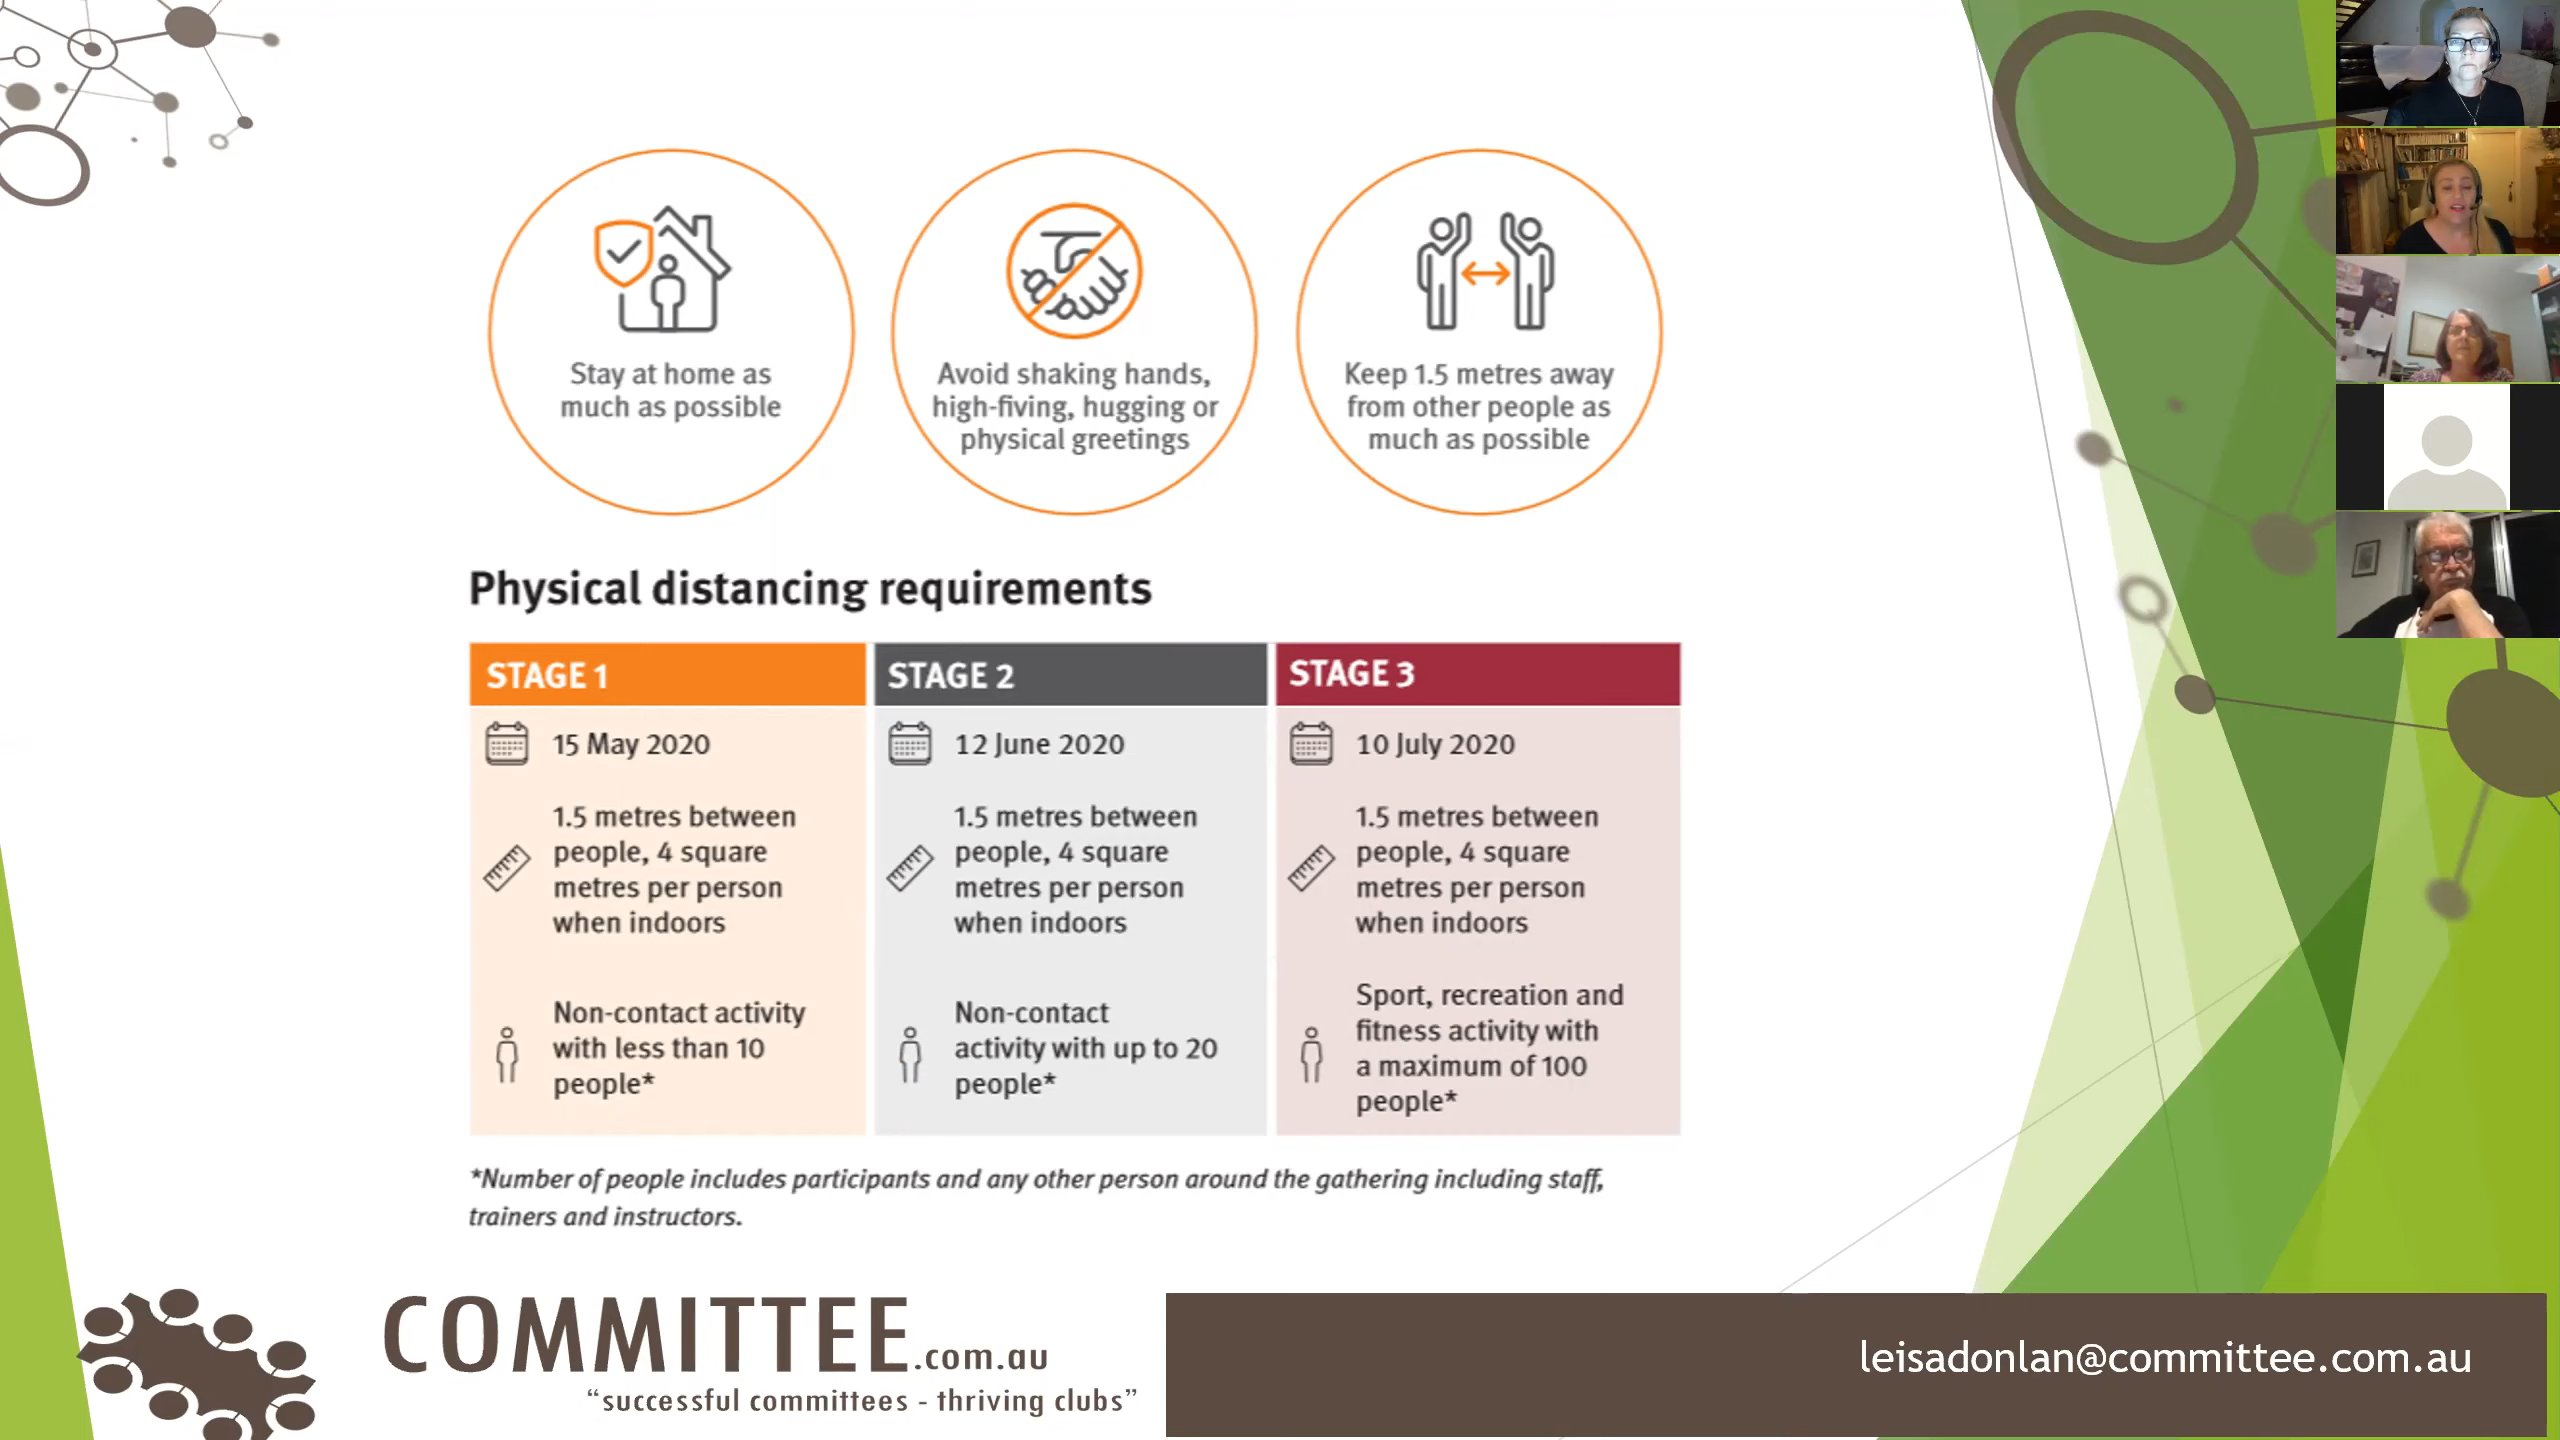 Stay at home as
much as possible
Avoid shaking hands,
high-fiving, hugging or
physical greetings
Keep 1.5 metres away
from other people as
much as possible
Physical distancing requirements
STAGE 1
15 May 2020
1.5 metres between
people, 4 square
metres per person
when indoors
Non-contact activity
with less than 10
people*
STAGE 2
12 June 2020
1.5 metres between
people, 4 square
metres per person
when indoors
Non-contact
activity with up to 20
people*
STAGE 3
10 July 2020
1.5 metres between
people, 4 square
metres per person
when indoors
Sport, recreation and
fitness activity with
a maximum of 100
people*
*Number of people includes participants and any other person around the gathering including staff,
trainers and instructors.
COMMITTEE.com.au
“successful committees - thriving clubs”
leisadonlan@committee.com.au